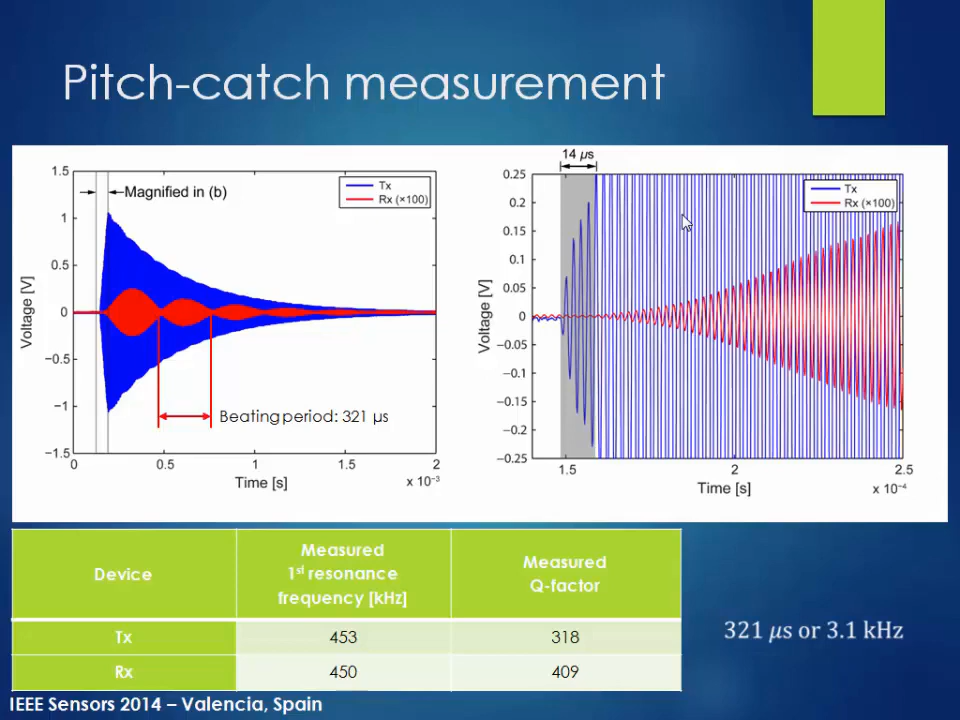 Pitch-catch measurement
1.5
1
0.5
0
−0.5
−1
−1.5
Voltage [V]
Magnified in (b)
Tx
Rx (×100)
Beating period: 321 µs
0
0.5
1
1.5
2
Time [s]
x 10⁻³
14 µs
0.25
0.2
0.15
0.1
0.05
0
−0.05
−0.1
−0.15
−0.2
−0.25
Voltage [V]
Tx
Rx (×100)
1.5
2
2.5
Time [s]
x 10⁻⁴
Device
Measured
1st resonance
frequency [kHz]
Measured
Q-factor
Tx 453 318
Rx 450 409
321 µs or 3.1 kHz
IEEE Sensors 2014 – Valencia, Spain